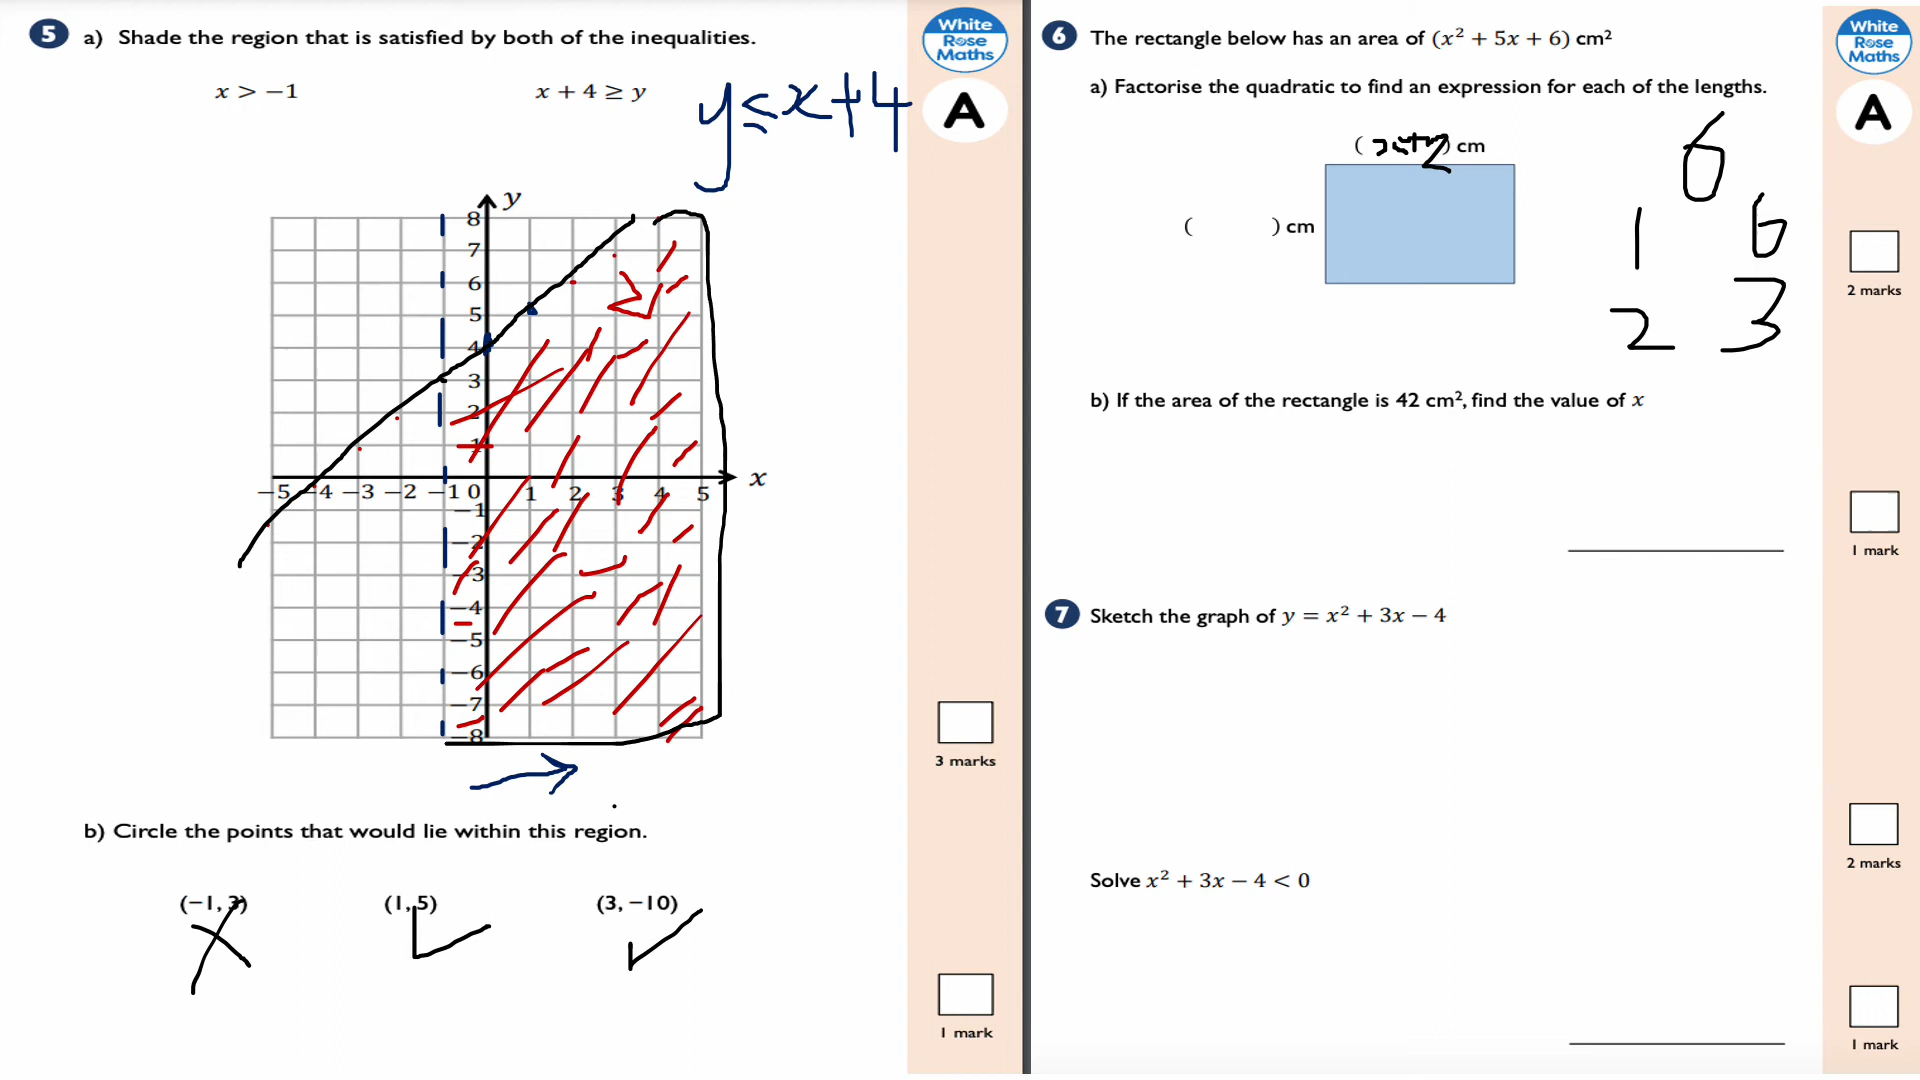 5 a) Shade the region that is satisfied by both of the inequalities.
x > −1 x + 4 ≥ y y ≤ x + 4
y
8
7
6
5
4
3
2
1
−5 −4 −3 −2 −1 0 1 2 3 4 5 x
−1
−2
−3
−4
−5
−6
−7
−8
b) Circle the points that would lie within this region.
(−1, 3) (1, 5) (3, −10)
White
Rose
Maths
A
3 marks
1 mark
6 The rectangle below has an area of (x² + 5x + 6) cm²
a) Factorise the quadratic to find an expression for each of the lengths.
(x+2) cm
( ) cm
6
1 6
2 3
b) If the area of the rectangle is 42 cm², find the value of x
7 Sketch the graph of y = x² + 3x − 4
Solve x² + 3x − 4 < 0
White
Rose
Maths
A
2 marks
1 mark
2 marks
1 mark